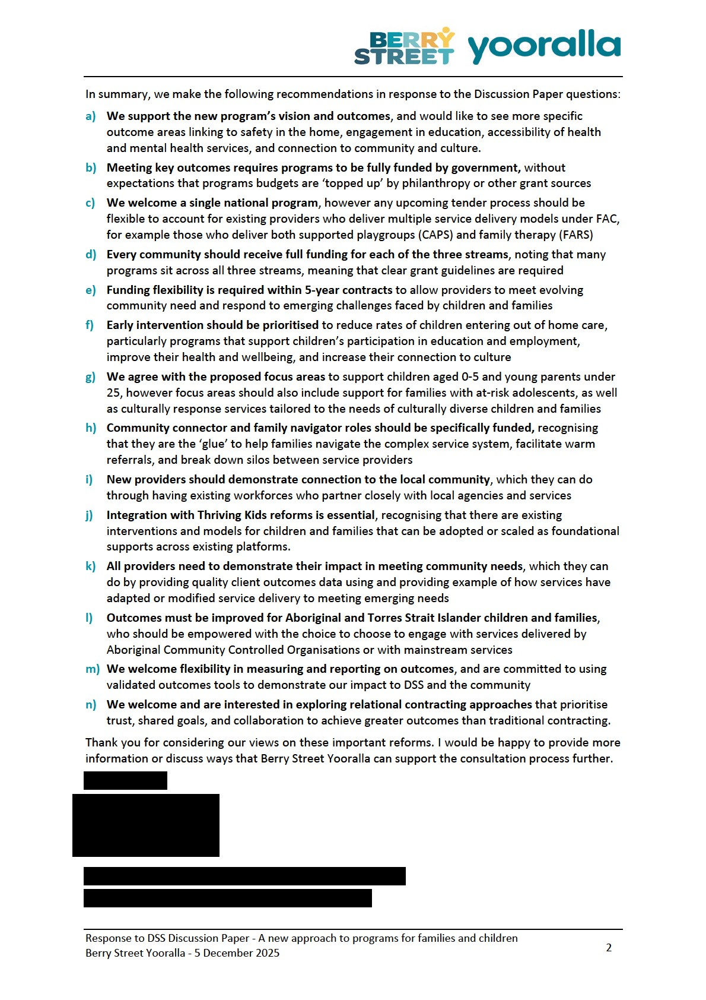 BERRY STREET yooralla
In summary, we make the following recommendations in response to the Discussion Paper questions:
a) We support the new program’s vision and outcomes, and would like to see more specific
outcome areas linking to safety in the home, engagement in education, accessibility of health
and mental health services, and connection to community and culture.
b) Meeting key outcomes requires programs to be fully funded by government, without
expectations that programs budgets are ‘topped up’ by philanthropy or other grant sources
c) We welcome a single national program, however any upcoming tender process should be
flexible to account for existing providers who deliver multiple service delivery models under FAC,
for example those who deliver both supported playgroups (CAPS) and family therapy (FARS)
d) Every community should receive full funding for each of the three streams, noting that many
programs sit across all three streams, meaning that clear grant guidelines are required
e) Funding flexibility is required within 5-year contracts to allow providers to meet evolving
community need and respond to emerging challenges faced by children and families
f) Early intervention should be prioritised to reduce rates of children entering out of home care,
particularly programs that support children’s participation in education and employment,
improve their health and wellbeing, and increase their connection to culture
g) We agree with the proposed focus areas to support children aged 0-5 and young parents under
25, however focus areas should also include support for families with at-risk adolescents, as well
as culturally response services tailored to the needs of culturally diverse children and families
h) Community connector and family navigator roles should be specifically funded, recognising
that they are the ‘glue’ to help families navigate the complex service system, facilitate warm
referrals, and break down silos between service providers
i) New providers should demonstrate connection to the local community, which they can do
through having existing workforces who partner closely with local agencies and services
j) Integration with Thriving Kids reforms is essential, recognising that there are existing
interventions and models for children and families that can be adopted or scaled as foundational
supports across existing platforms.
k) All providers need to demonstrate their impact in meeting community needs, which they can
do by providing quality client outcomes data using and providing example of how services have
adapted or modified service delivery to meeting emerging needs
l) Outcomes must be improved for Aboriginal and Torres Strait Islander children and families,
who should be empowered with the choice to choose to engage with services delivered by
Aboriginal Community Controlled Organisations or with mainstream services
m) We welcome flexibility in measuring and reporting on outcomes, and are committed to using
validated outcomes tools to demonstrate our impact to DSS and the community
n) We welcome and are interested in exploring relational contracting approaches that prioritise
trust, shared goals, and collaboration to achieve greater outcomes than traditional contracting.
Thank you for considering our views on these important reforms. I would be happy to provide more
information or discuss ways that Berry Street Yooralla can support the consultation process further.
Response to DSS Discussion Paper - A new approach to programs for families and children
Berry Street Yooralla - 5 December 2025
2